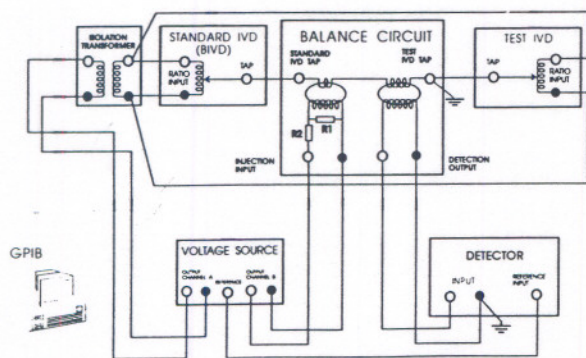 ISOLATION
TRANSFORMER
STANDARD IVD
(BIVD)
RATIO
INPUT
TAP
BALANCE CIRCUIT
STANDARD
IVD TAP
TEST
IVD TAP
R2
R1
INJECTION
INPUT
DETECTION
OUTPUT
TEST IVD
TAP
RATIO
INPUT
GPIB
VOLTAGE SOURCE
OUTPUT
CHANNEL A
REFERENCE
OUTPUT
CHANNEL B
DETECTOR
INPUT
REFERENCE
INPUT